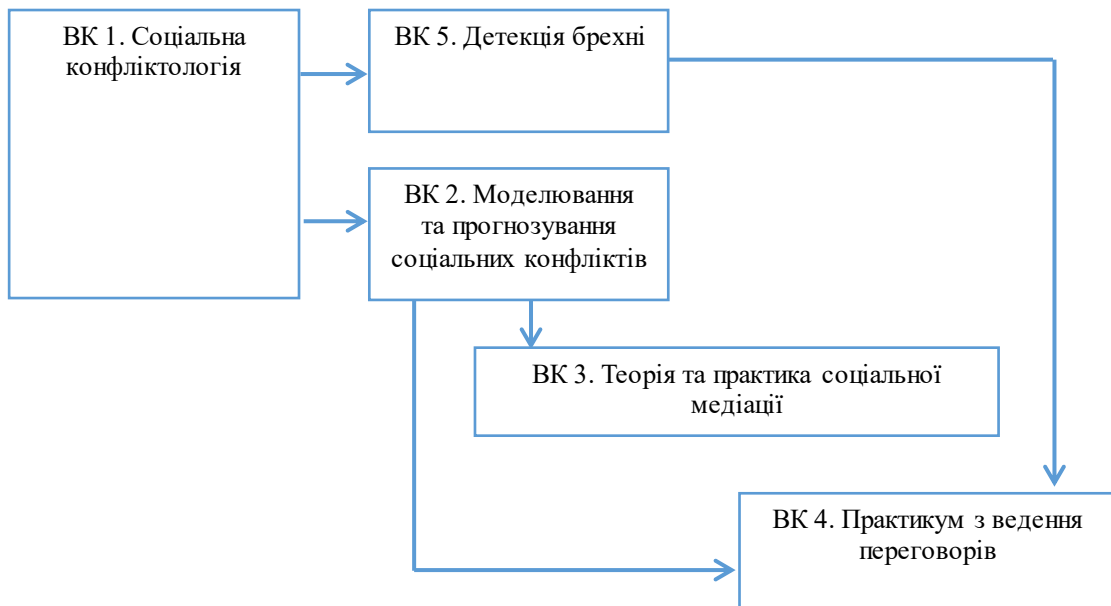 ВК 1. Соціальна
конфліктологія
ВК 5. Детекція брехні
ВК 2. Моделювання
та прогнозування
соціальних конфліктів
ВК 3. Теорія та практика соціальної
медіації
ВК 4. Практикум з ведення
переговорів